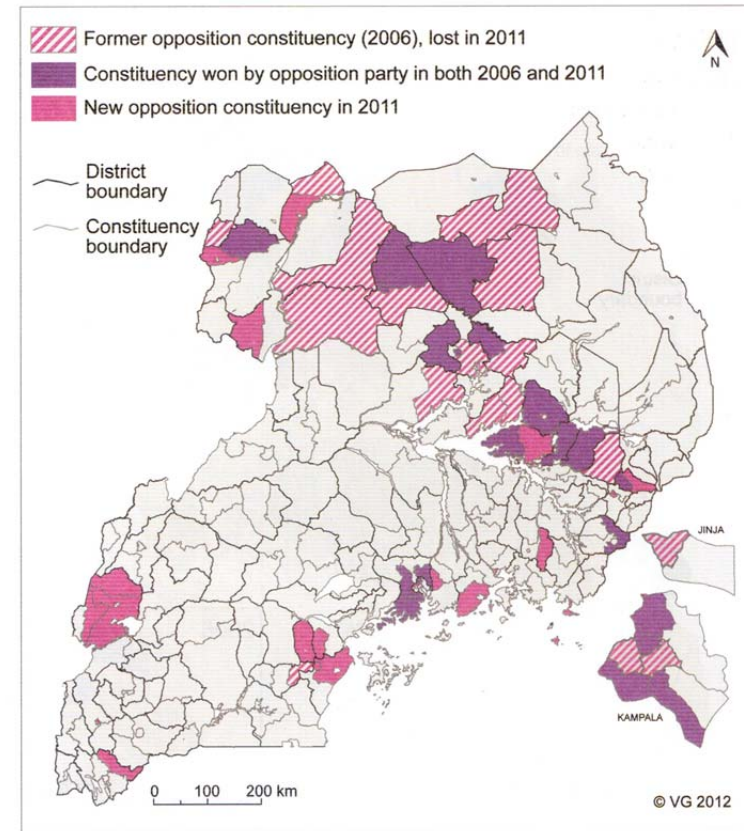 Former opposition constituency (2006), lost in 2011
Constituency won by opposition party in both 2006 and 2011
New opposition constituency in 2011
N
District
boundary
Constituency
boundary
JINJA
KAMPALA
0 100 200 km
© VG 2012